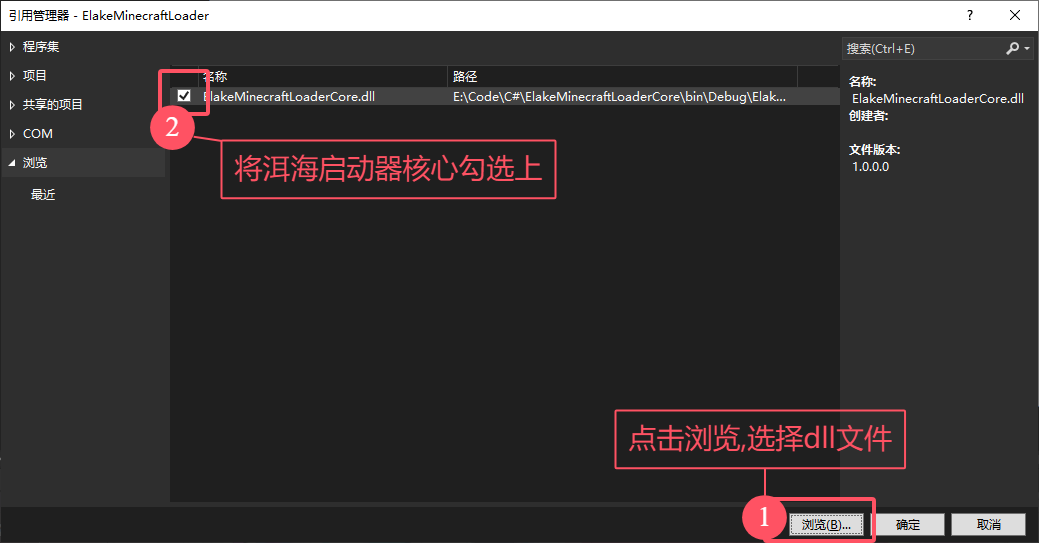 引用管理器 - ElakeMinecraftLoader
程序集
项目
共享的项目
COM
浏览
最近
名称
路径
ElakeMinecraftLoaderCore.dll
E:\Code\C#\ElakeMinecraftLoaderCore\bin\Debug\Elak...
2
将洱海启动器核心勾选上
搜索(Ctrl+E)
名称:
ElakeMinecraftLoaderCore.dll
创建者:
文件版本:
1.0.0.0
点击浏览,选择dll文件
1
浏览(B)...
确定
取消